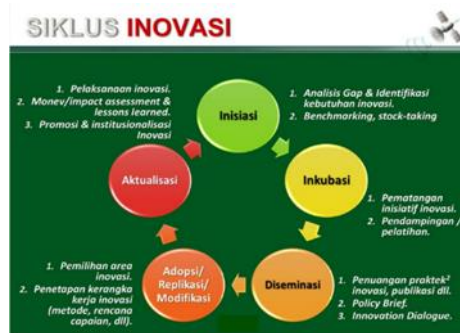 SIKLUS INOVASI
Inisiasi
1. Analisis Gap & Identifikasi
kebutuhan inovasi.
2. Benchmarking, stock-taking
Inkubasi
1. Pematangan
inisiatif inovasi.
2. Pendampingan /
pelatihan.
Diseminasi
1. Penuangan praktek²
inovasi, publikasi dll.
2. Policy Brief.
3. Innovation Dialogue.
Adopsi/
Replikasi/
Modifikasi
1. Pemilihan area
inovasi.
2. Penetapan kerangka
kerja inovasi
(metode, rencana
capaian, dll).
Aktualisasi
1. Pelaksanaan inovasi.
2. Monev/impact assessment &
lessons learned.
3. Promosi & institusionalisasi
Inovasi